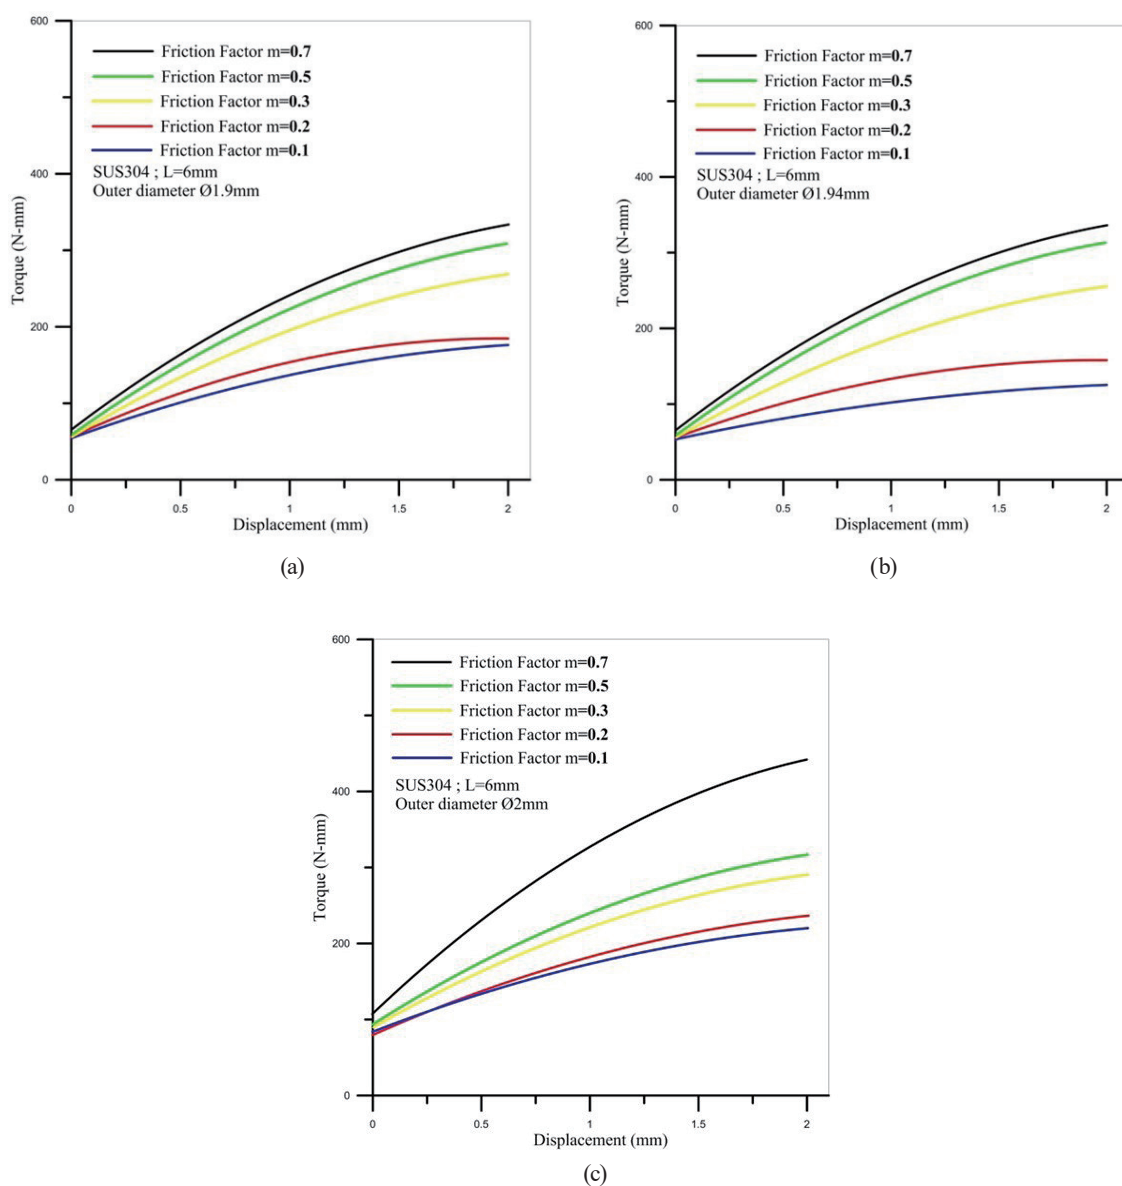 600
Friction Factor m=0.7
Friction Factor m=0.5
Friction Factor m=0.3
Friction Factor m=0.2
Friction Factor m=0.1
SUS304 ; L=6mm
Outer diameter Ø1.9mm
400
Torque (N-mm)
200
0
0 0.5 1 1.5 2
Displacement (mm)
(a)
600
Friction Factor m=0.7
Friction Factor m=0.5
Friction Factor m=0.3
Friction Factor m=0.2
Friction Factor m=0.1
SUS304 ; L=6mm
Outer diameter Ø1.94mm
400
Torque (N-mm)
200
0
0 0.5 1 1.5 2
Displacement (mm)
(b)
600
Friction Factor m=0.7
Friction Factor m=0.5
Friction Factor m=0.3
Friction Factor m=0.2
Friction Factor m=0.1
SUS304 ; L=6mm
Outer diameter Ø2mm
400
Torque (N-mm)
200
0
0 0.5 1 1.5 2
Displacement (mm)
(c)